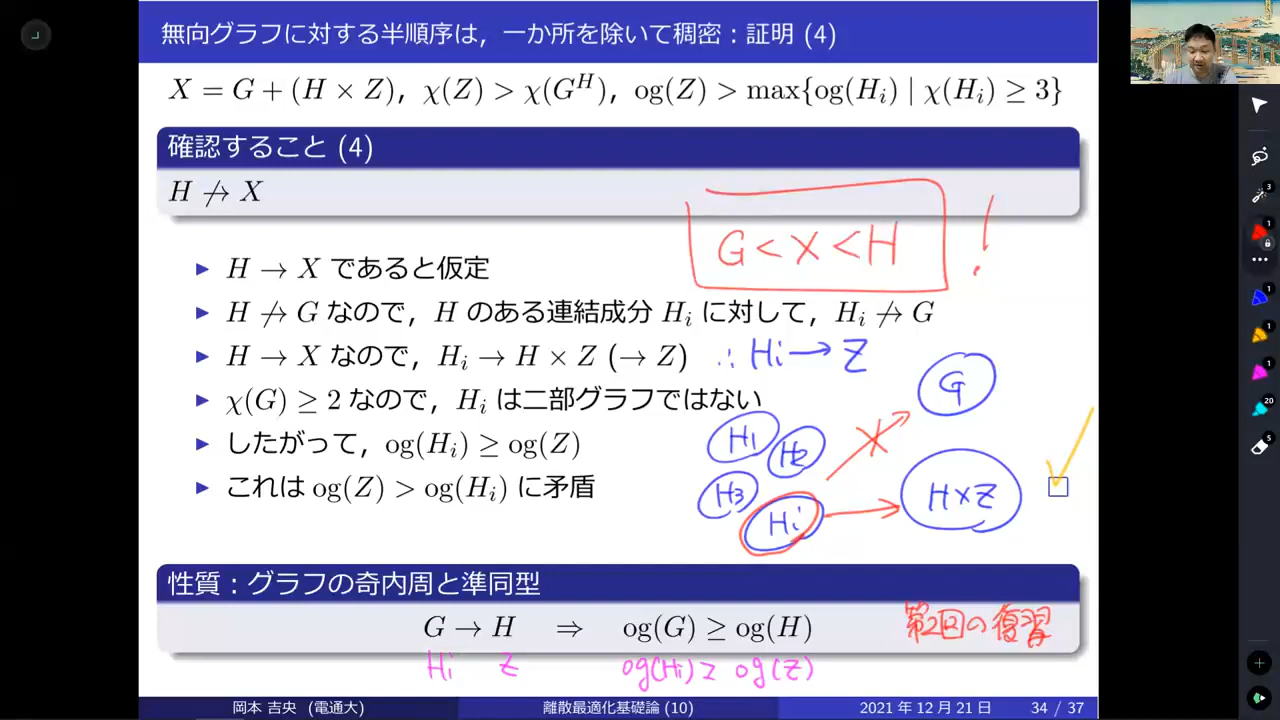 無向グラフに対する半順序は，一か所を除いて稠密：証明 (4)
X = G + (H × Z)，χ(Z) > χ(G^H)，og(Z) > max{og(H_i) | χ(H_i) ≥ 3}
確認すること (4)
H ↛ X
G < X < H !
▶ H → X であると仮定
▶ H ↛ G なので，H のある連結成分 H_i に対して，H_i ↛ G
▶ H → X なので，H_i → H × Z (→ Z) ∴ Hi → Z
▶ χ(G) ≥ 2 なので，H_i は二部グラフではない
▶ したがって，og(H_i) ≥ og(Z)
▶ これは og(Z) > og(H_i) に矛盾
G
H1
H2
H3
Hi
H×Z
性質：グラフの奇内周と準同型
G → H ⇒ og(G) ≥ og(H) 第2回の復習
Hi Z og(Hi) ≥ og(Z)
岡本 吉央 (電通大) 離散最適化基礎論 (10) 2021 年 12 月 21 日 34 / 37
3
1
1
1
1
20
5